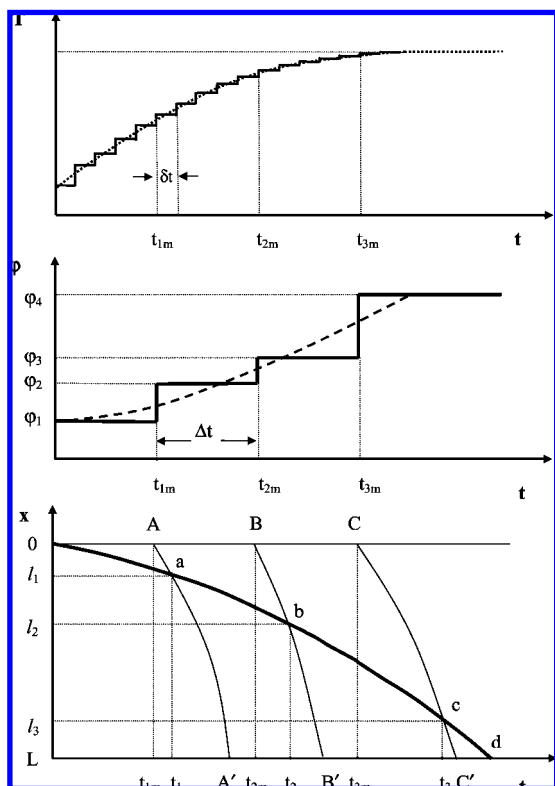 T
δt
t1m t2m t3m t
φ
φ4
φ3
φ2
φ1
Δt
t1m t2m t3m t
x A B C
0
l1 a
l2 b
l3 c
L d
t1m t1 A′ t2m t2 B′ t3m t3 C′ t